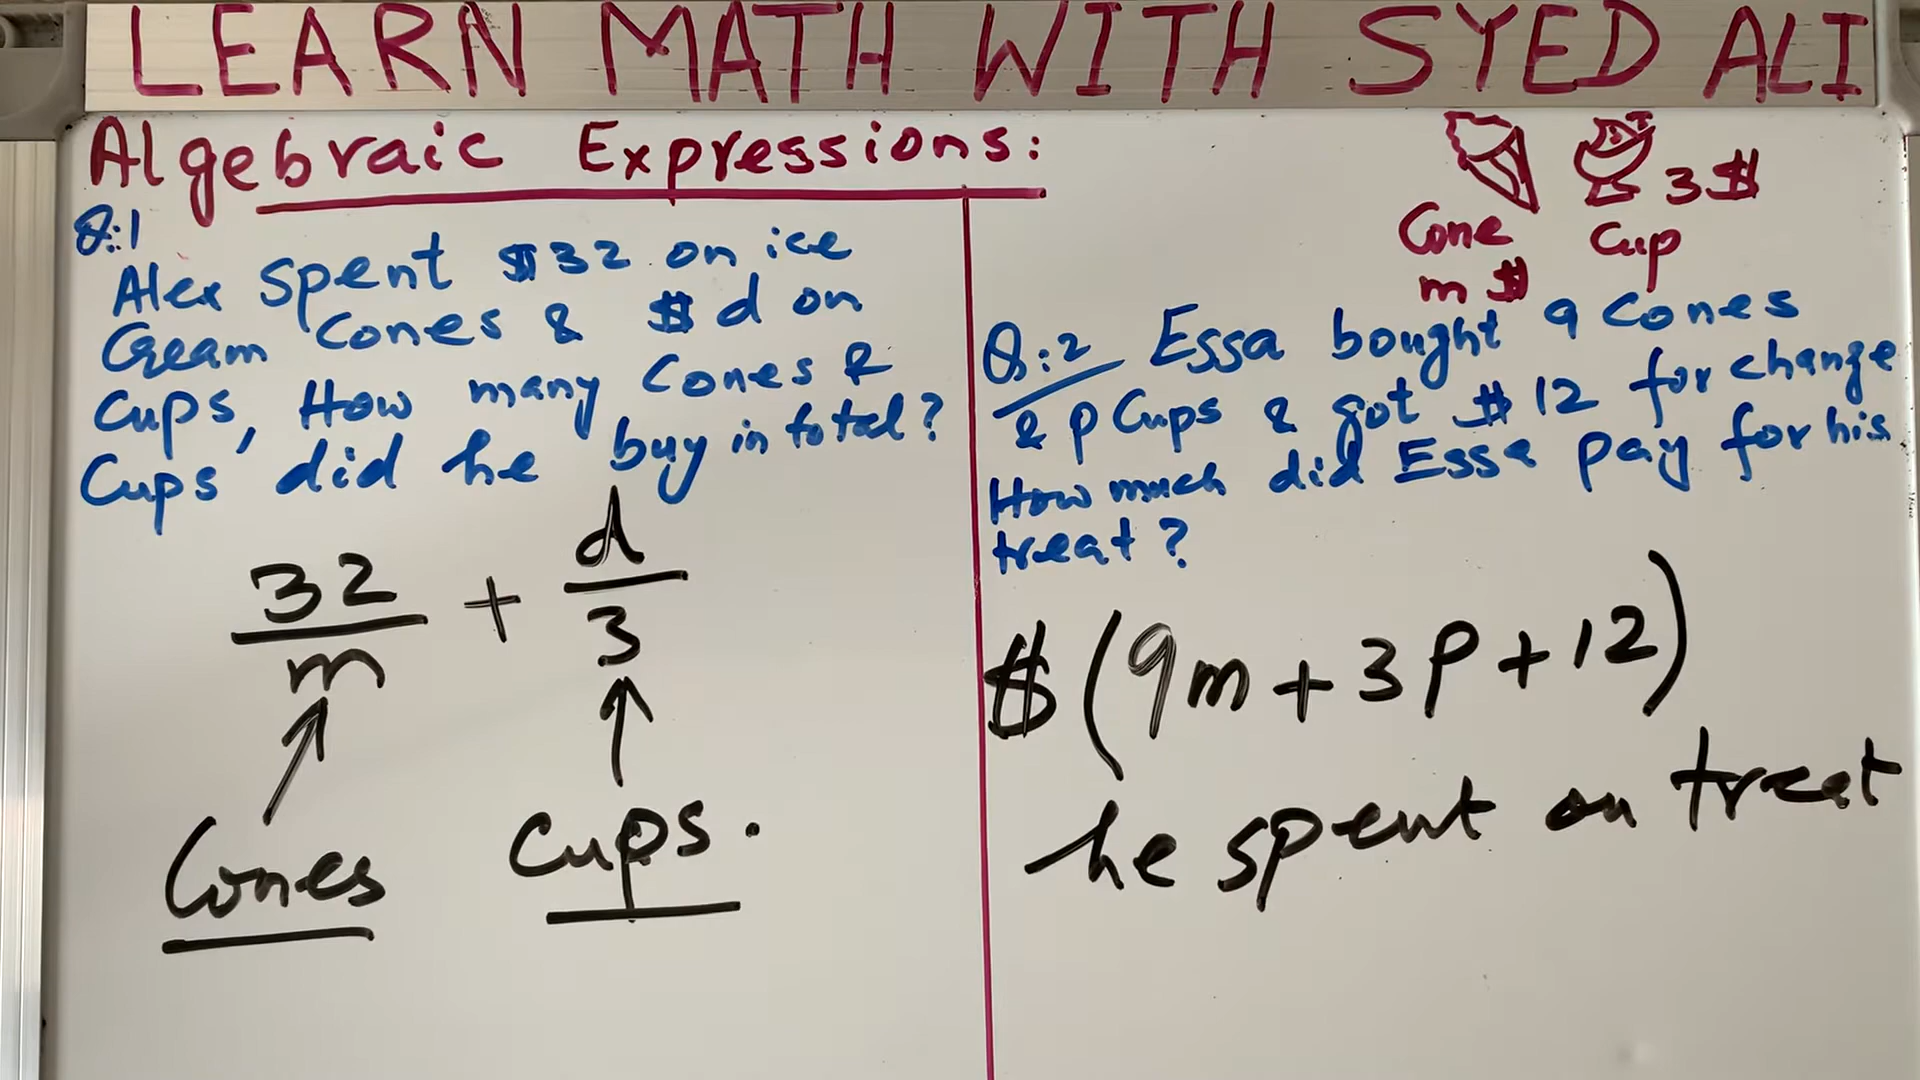 LEARN MATH WITH SYED ALI
Algebraic Expressions:
Q:1
Alex spent $32 on ice
Cream Cones & $ d on
Cups, How many Cones &
Cups did he buy in total?
32/m + d/3
Cones
Cups.
3$
Cone Cup
m $
Q:2 Essa bought 9 Cones
& p Cups & got $12 for change
How much did Essa pay for his
treat?
$(9m+3p+12)
he spent on treat